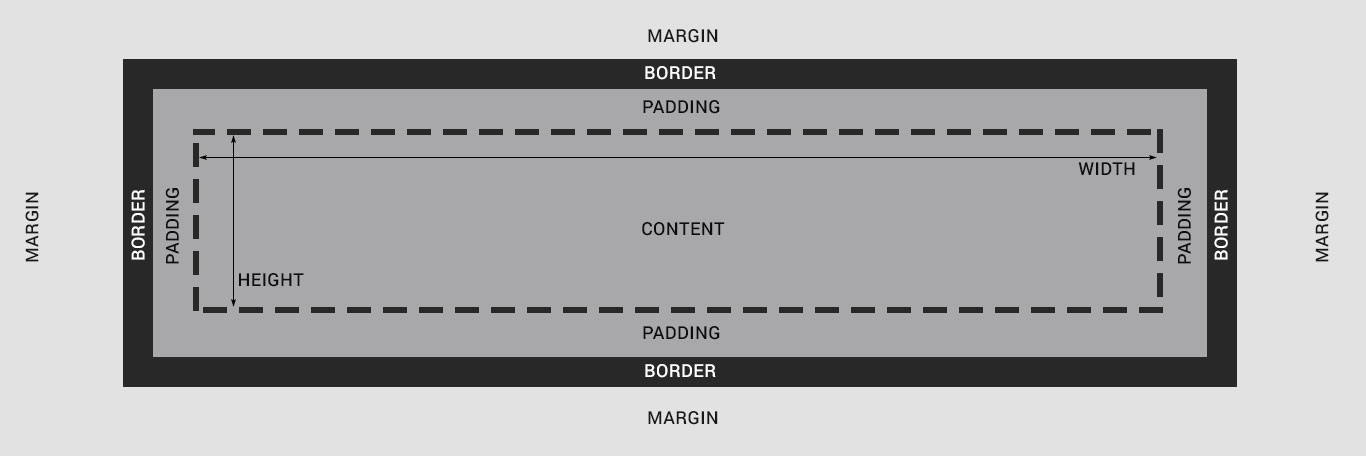 MARGIN
BORDER
PADDING
WIDTH
MARGIN
BORDER
PADDING
CONTENT
PADDING
BORDER
MARGIN
HEIGHT
PADDING
BORDER
MARGIN